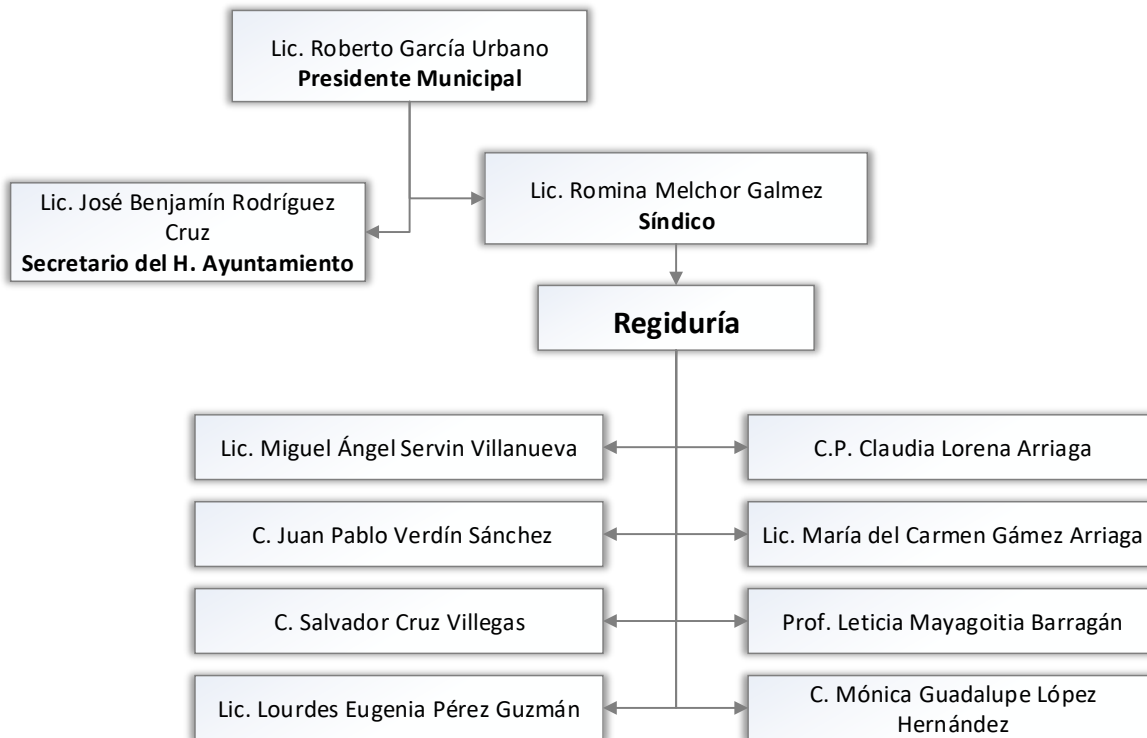 Lic. Roberto García Urbano
Presidente Municipal
Lic. José Benjamín Rodríguez
Cruz
Secretario del H. Ayuntamiento
Lic. Romina Melchor Galmez
Síndico
Regiduría
Lic. Miguel Ángel Servin Villanueva
C.P. Claudia Lorena Arriaga
C. Juan Pablo Verdín Sánchez
Lic. María del Carmen Gámez Arriaga
C. Salvador Cruz Villegas
Prof. Leticia Mayagoitia Barragán
Lic. Lourdes Eugenia Pérez Guzmán
C. Mónica Guadalupe López
Hernández